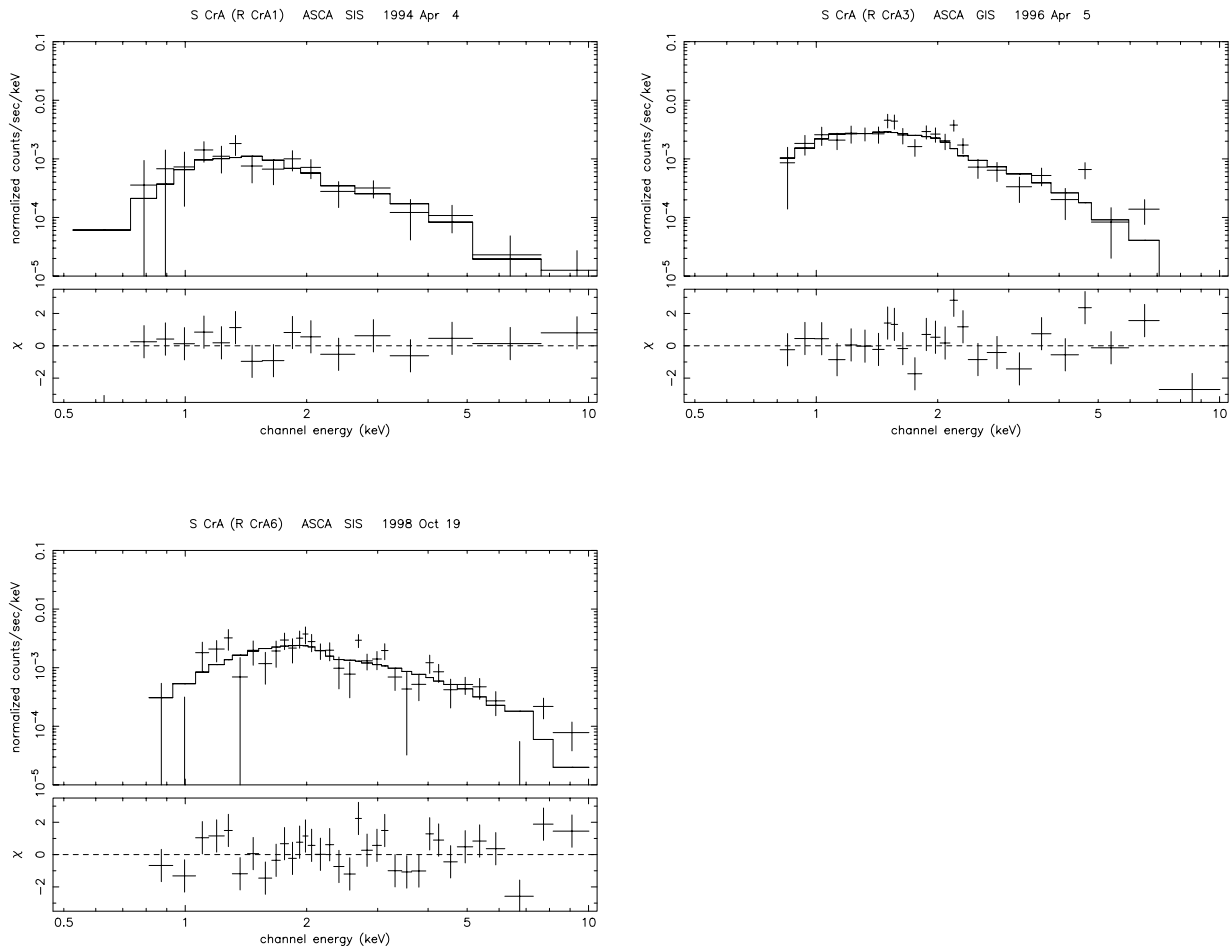 S CrA (R CrA1) ASCA SIS 1994 Apr 4
normalized counts/sec/keV
0.1
0.01
10−3
10−4
10−5
χ
2
0
−2
0.5 1 2 5 10
channel energy (keV)
S CrA (R CrA3) ASCA GIS 1996 Apr 5
normalized counts/sec/keV
0.1
0.01
10−3
10−4
10−5
χ
2
0
−2
0.5 1 2 5 10
channel energy (keV)
S CrA (R CrA6) ASCA SIS 1998 Oct 19
normalized counts/sec/keV
0.1
0.01
10−3
10−4
10−5
χ
2
0
−2
0.5 1 2 5 10
channel energy (keV)